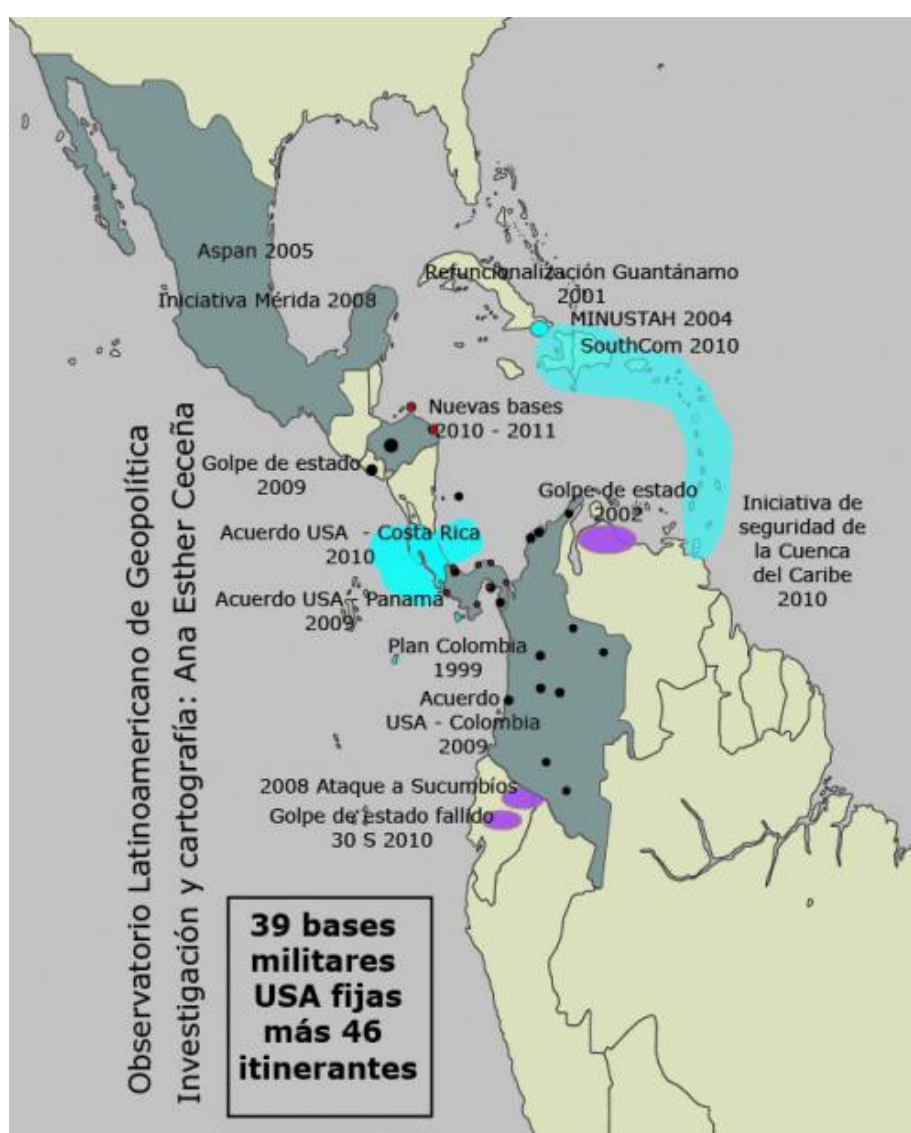 Aspan 2005
Iniciativa Mérida 2008
Refuncionalización Guantánamo
2001
MINUSTAH 2004
SouthCom 2010
Nuevas bases
2010 - 2011
Golpe de estado
2009
Golpe de estado
2002
Iniciativa de
seguridad de
la Cuenca
del Caribe
2010
Acuerdo USA - Costa Rica
2010
Acuerdo USA - Panamá
2009
Plan Colombia
1999
Acuerdo
USA - Colombia
2009
2008 Ataque a Sucumbíos
Golpe de estado fallido
30 S 2010
39 bases
militares
USA fijas
más 46
itinerantes
Observatorio Latinoamericano de Geopolítica
Investigación y cartografía: Ana Esther Ceceña